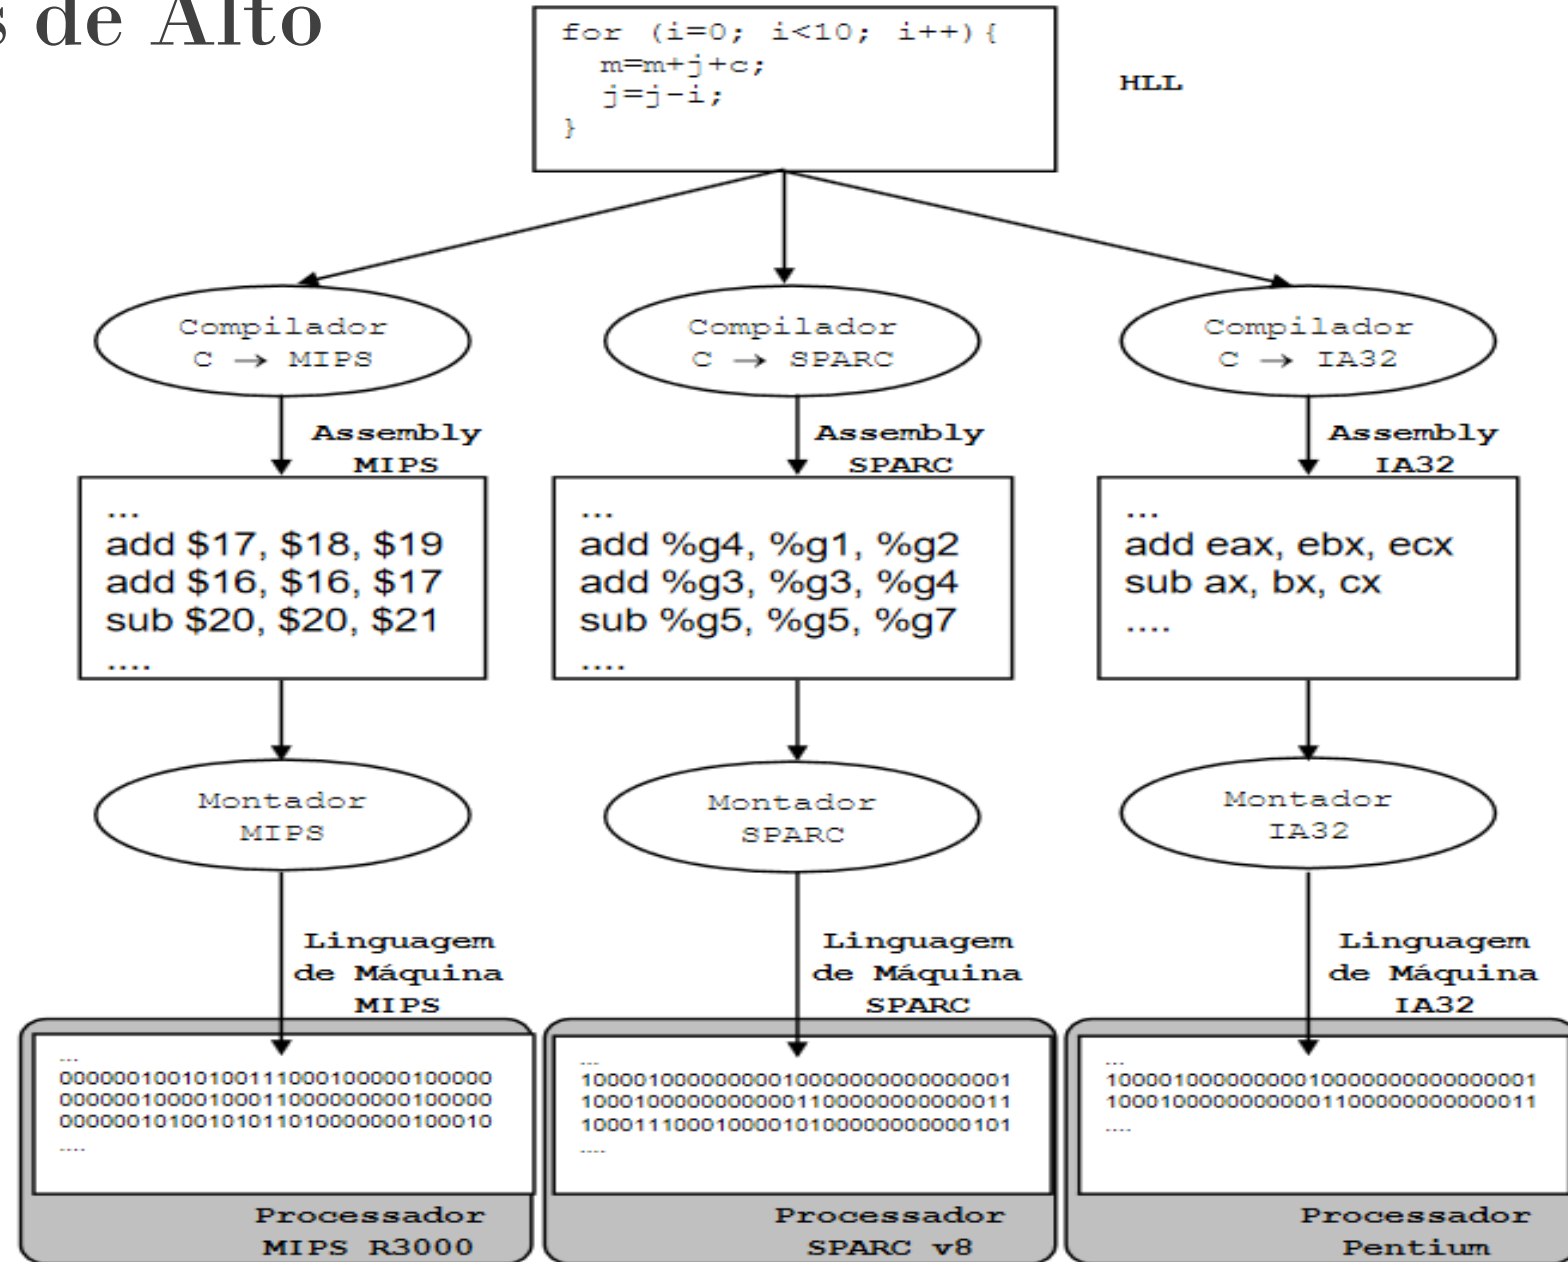 s de Alto
for (i=0; i<10; i++){
m=m+j+c;
j=j-i;
}
HLL
Compilador
C → MIPS
Compilador
C → SPARC
Compilador
C → IA32
Assembly
MIPS
Assembly
SPARC
Assembly
IA32
...
add $17, $18, $19
add $16, $16, $17
sub $20, $20, $21
....
...
add %g4, %g1, %g2
add %g3, %g3, %g4
sub %g5, %g5, %g7
....
...
add eax, ebx, ecx
sub ax, bx, cx
....
Montador
MIPS
Montador
SPARC
Montador
IA32
Linguagem
de Máquina
MIPS
Linguagem
de Máquina
SPARC
Linguagem
de Máquina
IA32
...
00000010010100111000100000100000
00000010000100011000000000100000
00000010100101011010000000100010
....
...
10000100000000010000000000000001
10001000000000001100000000000011
10001110001000010100000000000101
....
...
10000100000000010000000000000001
10001000000000001100000000000011
....
Processador
MIPS R3000
Processador
SPARC v8
Processador
Pentium